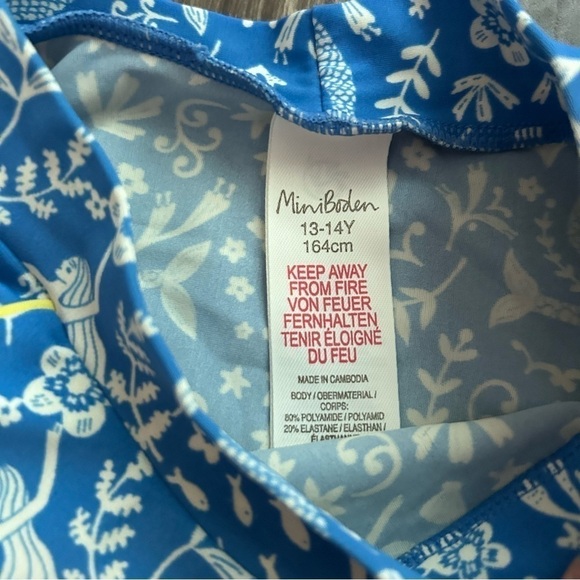 MiniBoden
13-14Y
164cm
KEEP AWAY
FROM FIRE
VON FEUER
FERNHALTEN
TENIR ÉLOIGNÉ
DU FEU
MADE IN CAMBODIA
BODY / OBERMATERIAL /
CORPS:
80% POLYAMIDE / POLYAMID
20% ELASTANE / ELASTHAN /
ÉLASTHANNE